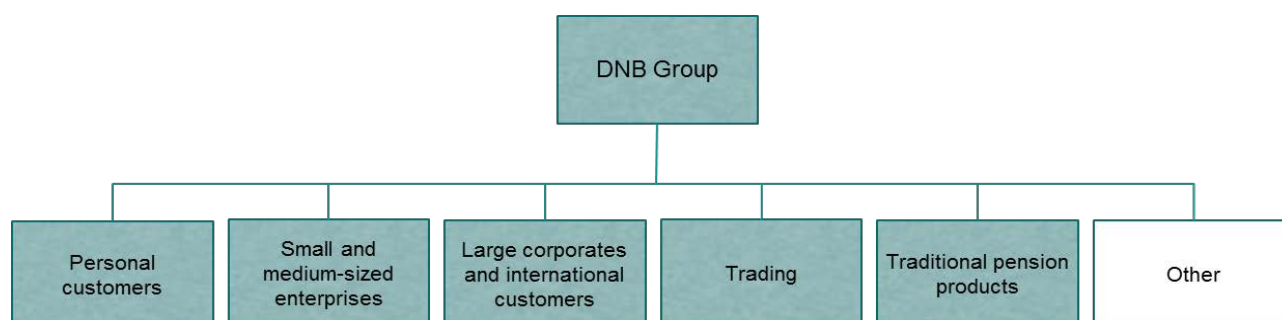 DNB Group
Personal
customers
Small and
medium-sized
enterprises
Large corporates
and international
customers
Trading
Traditional pension
products
Other